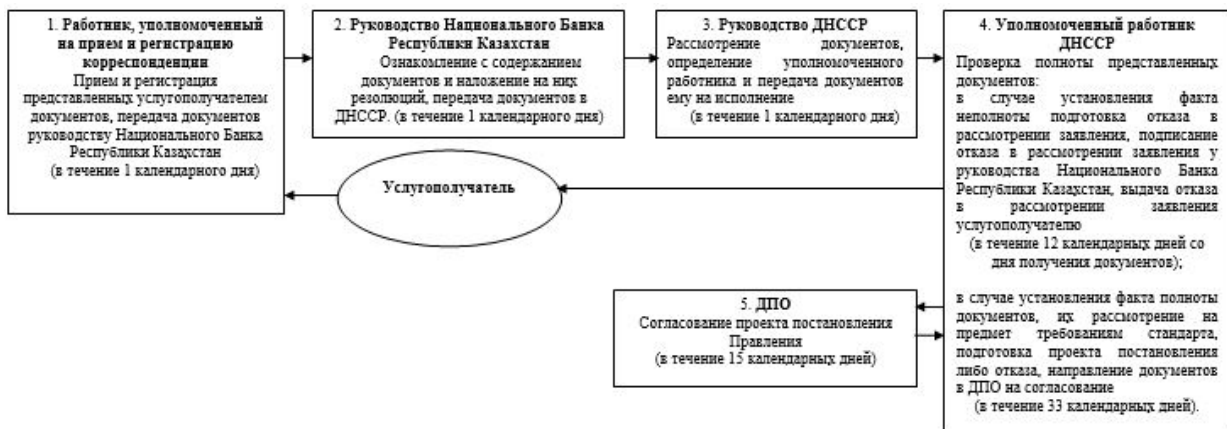 1. Работник, уполномоченный
на прием и регистрацию
корреспонденции
Прием и регистрация
представленных услугополучателем
документов, передача документов
руководству Национального Банка
Республики Казахстан
(в течение 1 календарного дня)
2. Руководство Национального Банка
Республики Казахстан
Ознакомление с содержанием
документов и наложение на них
резолюций, передача документов в
ДНССР. (в течение 1 календарного дня)
3. Руководство ДНССР
Рассмотрение документов,
определение уполномоченного
работника и передача документов
ему на исполнение
(в течение 1 календарного дня)
4. Уполномоченный работник
ДНССР
Проверка полноты представленных
документов:
в случае установления факта
неполноты подготовка отказа в
рассмотрении заявления, подписание
отказа в рассмотрении заявления у
руководства Национального Банка
Республики Казахстан, выдача отказа
в рассмотрении заявления
услугополучателю
(в течение 12 календарных дней со
дня получения документов);
в случае установления факта полноты
документов, их рассмотрение на
предмет требованиям стандарта,
подготовка проекта постановления
либо отказа, направление документов
в ДПО на согласование
(в течение 33 календарных дней).
Услугополучатель
5. ДПО
Согласование проекта постановления
Правления
(в течение 15 календарных дней)